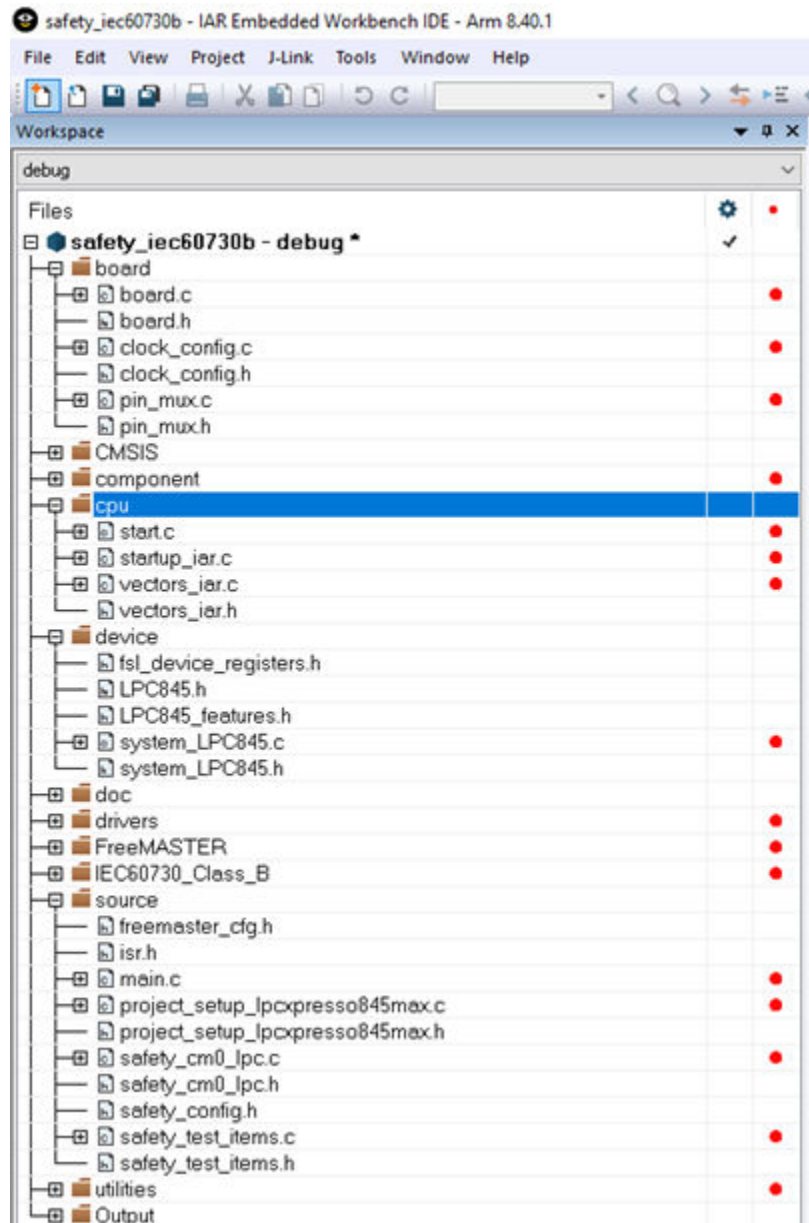 safety_iec60730b - IAR Embedded Workbench IDE - Arm 8.40.1
File Edit View Project J-Link Tools Window Help
Workspace
debug
Files
safety_iec60730b - debug *
board
board.c
board.h
clock_config.c
clock_config.h
pin_mux.c
pin_mux.h
CMSIS
component
cpu
start.c
startup_iar.c
vectors_iar.c
vectors_iar.h
device
fsl_device_registers.h
LPC845.h
LPC845_features.h
system_LPC845.c
system_LPC845.h
doc
drivers
FreeMASTER
IEC60730_Class_B
source
freemaster_cfg.h
isr.h
main.c
project_setup_lpcxpresso845max.c
project_setup_lpcxpresso845max.h
safety_cm0_lpc.c
safety_cm0_lpc.h
safety_config.h
safety_test_items.c
safety_test_items.h
utilities
Output